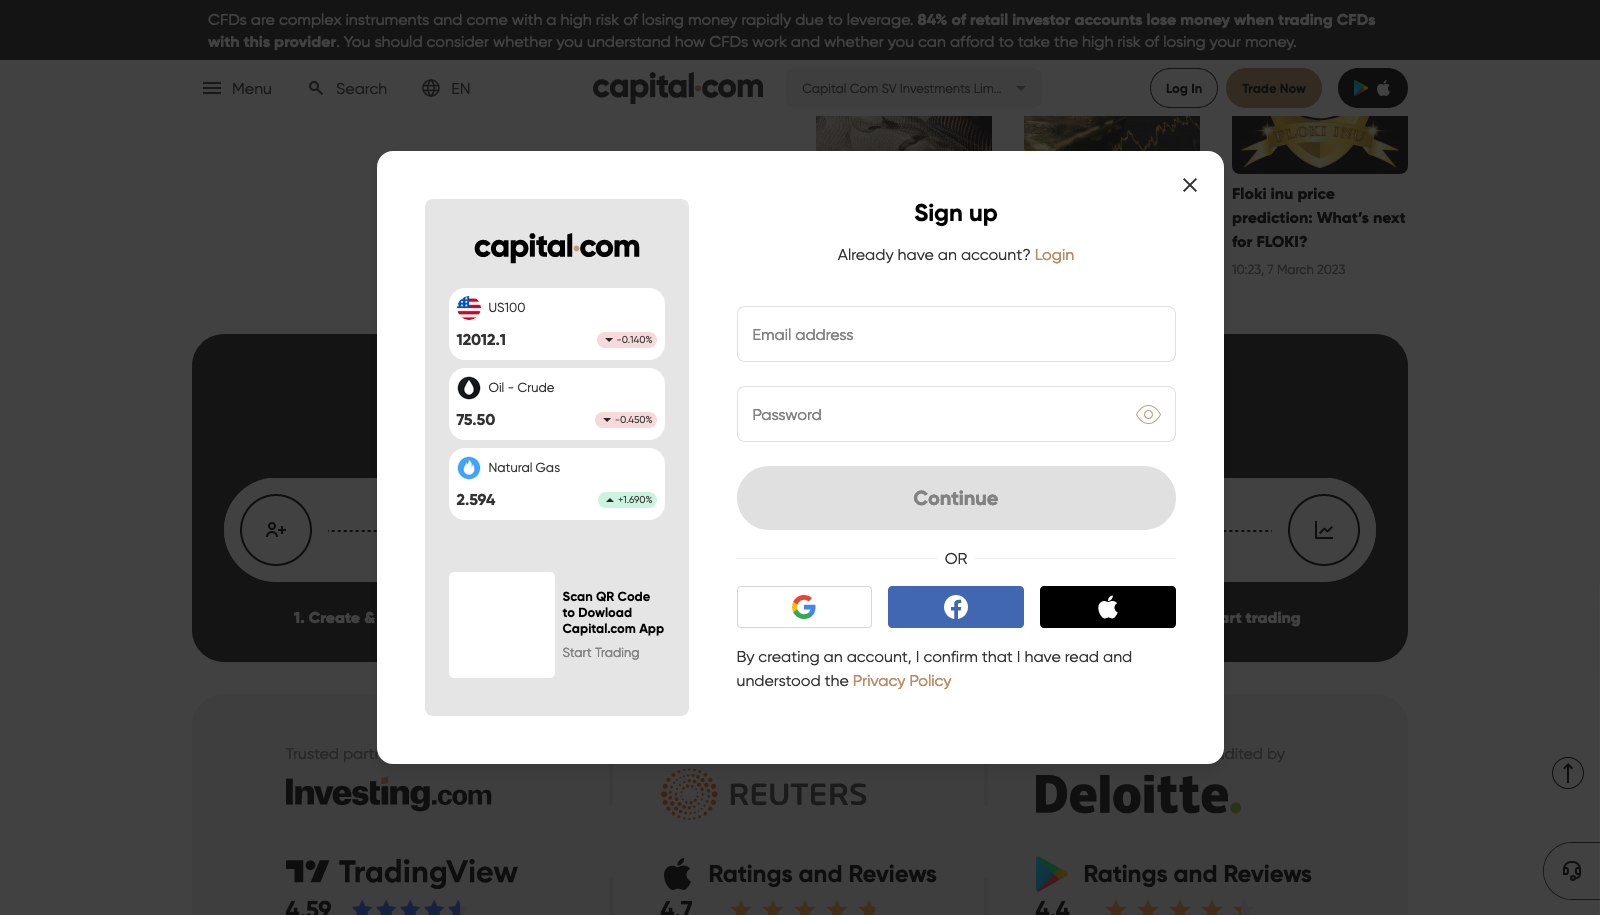 CFDs are complex instruments and come with a high risk of losing money rapidly due to leverage. 84% of retail investor accounts lose money when trading CFDs
with this provider. You should consider whether you understand how CFDs work and whether you can afford to take the high risk of losing your money.
Menu
Search
EN
capital.com
Capital Com SV Investments Lim...
Log In
Trade Now
FLOKI INU
Floki inu price
prediction: What's next
for FLOKI?
10:23, 7 March 2023
capital.com
US100
12012.1
-0.140%
Oil - Crude
75.50
-0.450%
Natural Gas
2.594
+1.690%
Scan QR Code
to Dowload
Capital.com App
Start Trading
Sign up
Already have an account? Login
Email address
Password
Continue
OR
By creating an account, I confirm that I have read and
understood the Privacy Policy
1. Create &
art trading
Trusted part
dited by
Investing.com
REUTERS
Deloitte.
TradingView
Ratings and Reviews
Ratings and Reviews
4.59
4.7
4.4